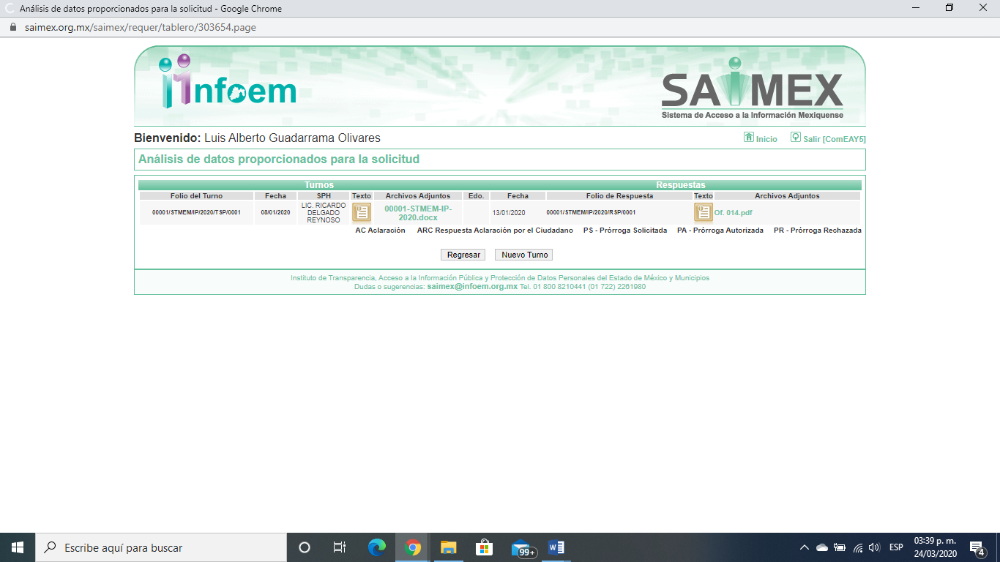 Análisis de datos proporcionados para la solicitud - Google Chrome
saimex.org.mx/saimex/requer/tablero/303654.page
infoem
SAIMEX
Sistema de Acceso a la Información Mexiquense
Bienvenido: Luis Alberto Guadarrama Olivares
Inicio Salir [ComEAY5]
Análisis de datos proporcionados para la solicitud
Turnos Respuestas
Folio del Turno Fecha SPH Texto Archivos Adjuntos Edo. Fecha Folio de Respuesta Texto Archivos Adjuntos
00001/STMEM/IP/2020/TSP/0001 08/01/2020 LIC. RICARDO DELGADO REYNOSO 00001-STMEM-IP-2020.docx 13/01/2020 00001/STMEM/IP/2020/RSP/0001 Of. 014.pdf
AC Aclaración ARC Respuesta Aclaración por el Ciudadano PS - Prórroga Solicitada PA - Prórroga Autorizada PR - Prórroga Rechazada
Regresar Nuevo Turno
Instituto de Transparencia, Acceso a la Información Pública y Protección de Datos Personales del Estado de México y Municipios
Dudas o sugerencias: saimex@infoem.org.mx Tel. 01 800 8210441 (01 722) 2261980
Escribe aquí para buscar
99+
ESP
03:39 p. m.
24/03/2020
4